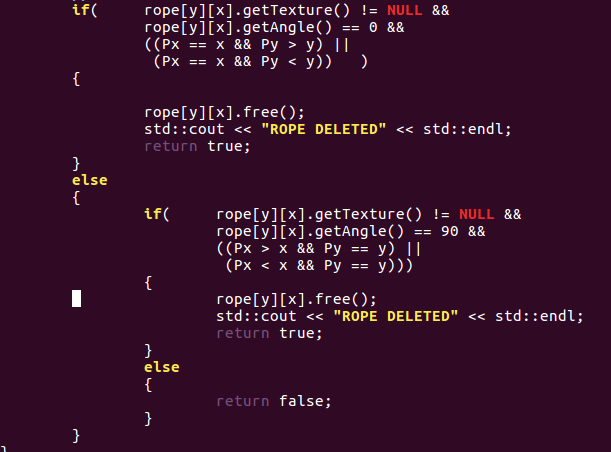 if( rope[y][x].getTexture() != NULL &&
rope[y][x].getAngle() == 0 &&
((Px == x && Py > y) ||
(Px == x && Py < y)) )
{
rope[y][x].free();
std::cout << "ROPE DELETED" << std::endl;
return true;
}
else
{
if( rope[y][x].getTexture() != NULL &&
rope[y][x].getAngle() == 90 &&
((Px > x && Py == y) ||
(Px < x && Py == y)))
{
rope[y][x].free();
std::cout << "ROPE DELETED" << std::endl;
return true;
}
else
{
return false;
}
}
}